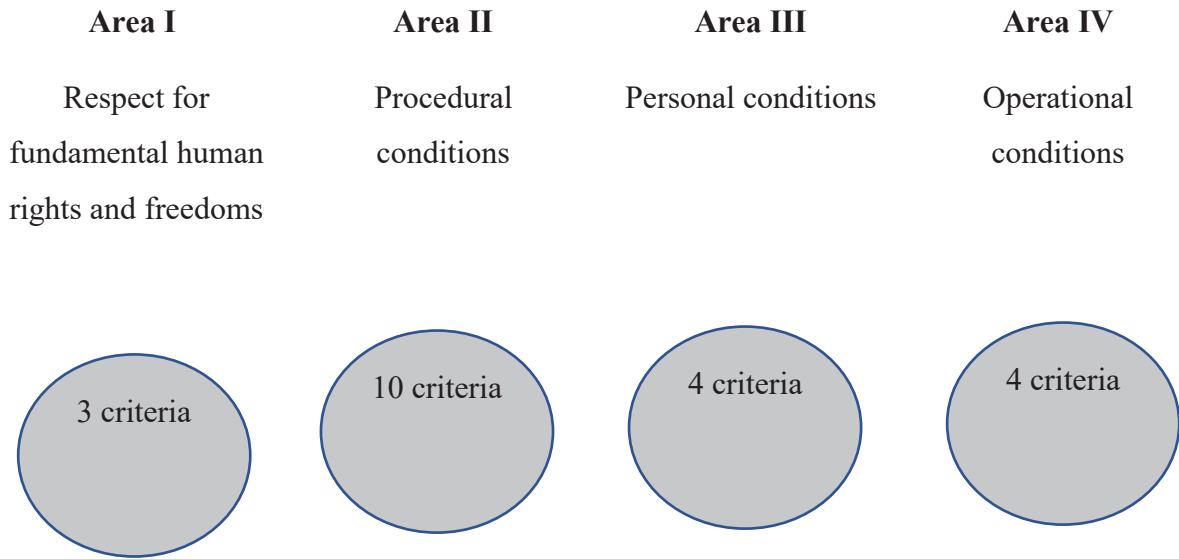 Area I
Respect for
fundamental human
rights and freedoms
3 criteria
Area II
Procedural
conditions
10 criteria
Area III
Personal conditions
4 criteria
Area IV
Operational
conditions
4 criteria